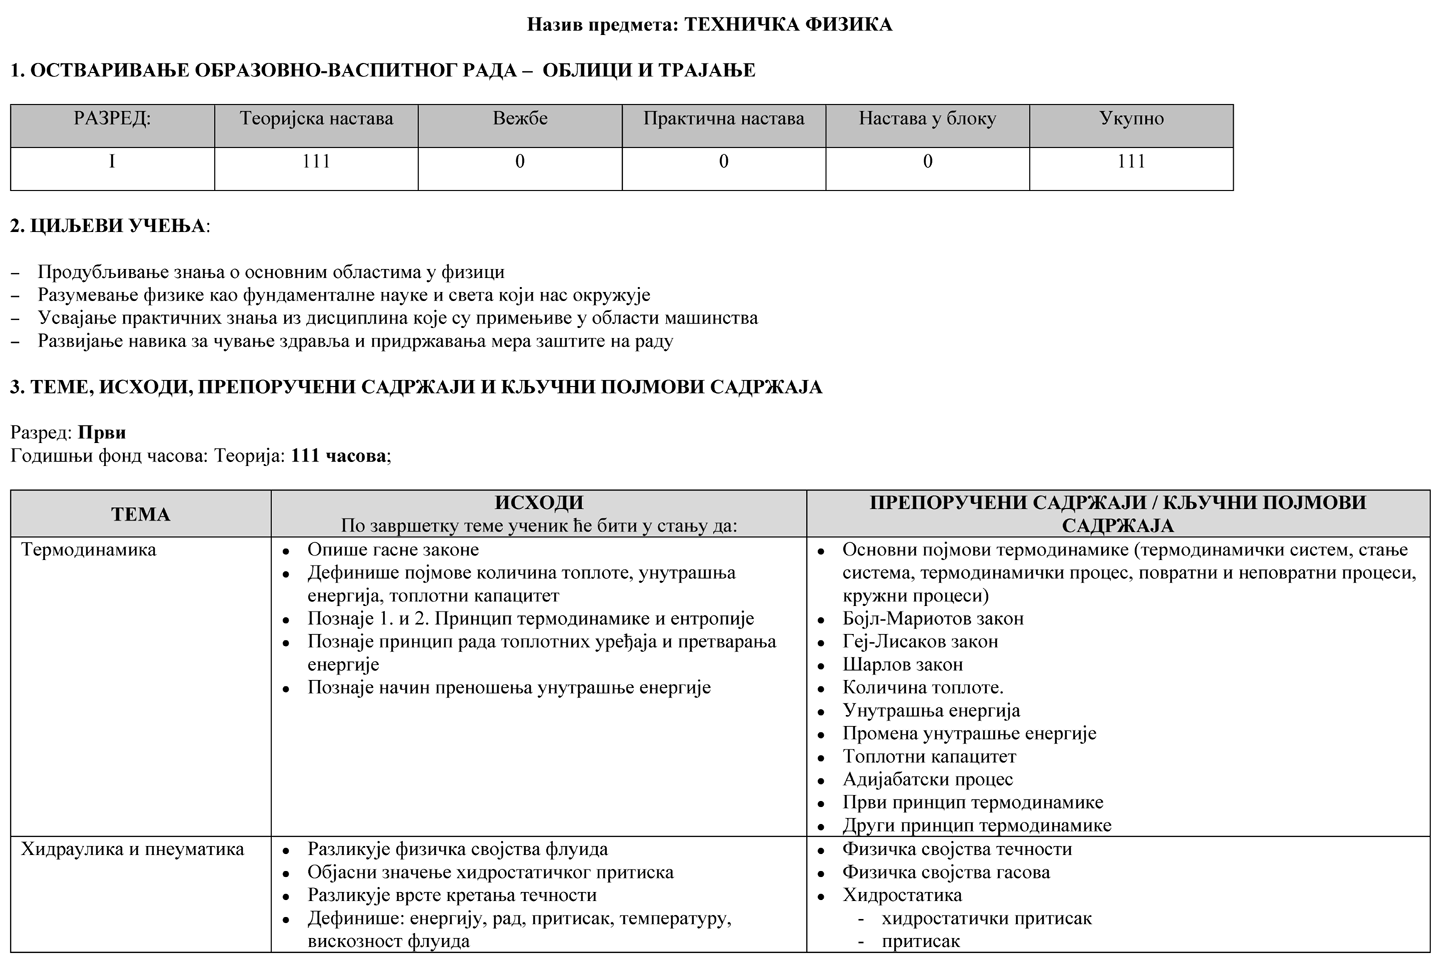 Назив предмета: ТЕХНИЧКА ФИЗИКА
1. ОСТВАРИВАЊЕ ОБРАЗОВНО-ВАСПИТНОГ РАДА – ОБЛИЦИ И ТРАЈАЊЕ
РАЗРЕД: Теоријска настава Вежбе Практична настава Настава у блоку Укупно
I 111 0 0 0 111
2. ЦИЉЕВИ УЧЕЊА:
– Продубљивање знања о основним областима у физици
– Разумевање физике као фундаменталне науке и света који нас окружује
– Усвајање практичних знања из дисциплина које су примењиве у области машинства
– Развијање навика за чување здравља и придржавања мера заштите на раду
3. ТЕМЕ, ИСХОДИ, ПРЕПОРУЧЕНИ САДРЖАЈИ И КЉУЧНИ ПОЈМОВИ САДРЖАЈА
Разред: Први
Годишњи фонд часова: Теорија: 111 часова;
ТЕМА
ИСХОДИ
По завршетку теме ученик ће бити у стању да:
ПРЕПОРУЧЕНИ САДРЖАЈИ / КЉУЧНИ ПОЈМОВИ
САДРЖАЈА
Термодинамика
• Опише гасне законе
• Дефинише појмове количина топлоте, унутрашња
енергија, топлотни капацитет
• Познаје 1. и 2. Принцип термодинамике и ентропије
• Познаје принцип рада топлотних уређаја и претварања
енергије
• Познаје начин преношења унутрашње енергије
• Основни појмови термодинамике (термодинамички систем, стање
система, термодинамички процес, повратни и неповратни процеси,
кружни процеси)
• Бојл-Мариотов закон
• Геј-Лисаков закон
• Шарлов закон
• Количина топлоте.
• Унутрашња енергија
• Промена унутрашње енергије
• Топлотни капацитет
• Адијабатски процес
• Први принцип термодинамике
• Други принцип термодинамике
Хидраулика и пнеуматика
• Разликује физичка својства флуида
• Објасни значење хидростатичког притиска
• Разликује врсте кретања течности
• Дефинише: енергију, рад, притисак, температуру,
вискозност флуида
• Физичка својства течности
• Физичка својства гасова
• Хидростатика
- хидростатички притисак
- притисак